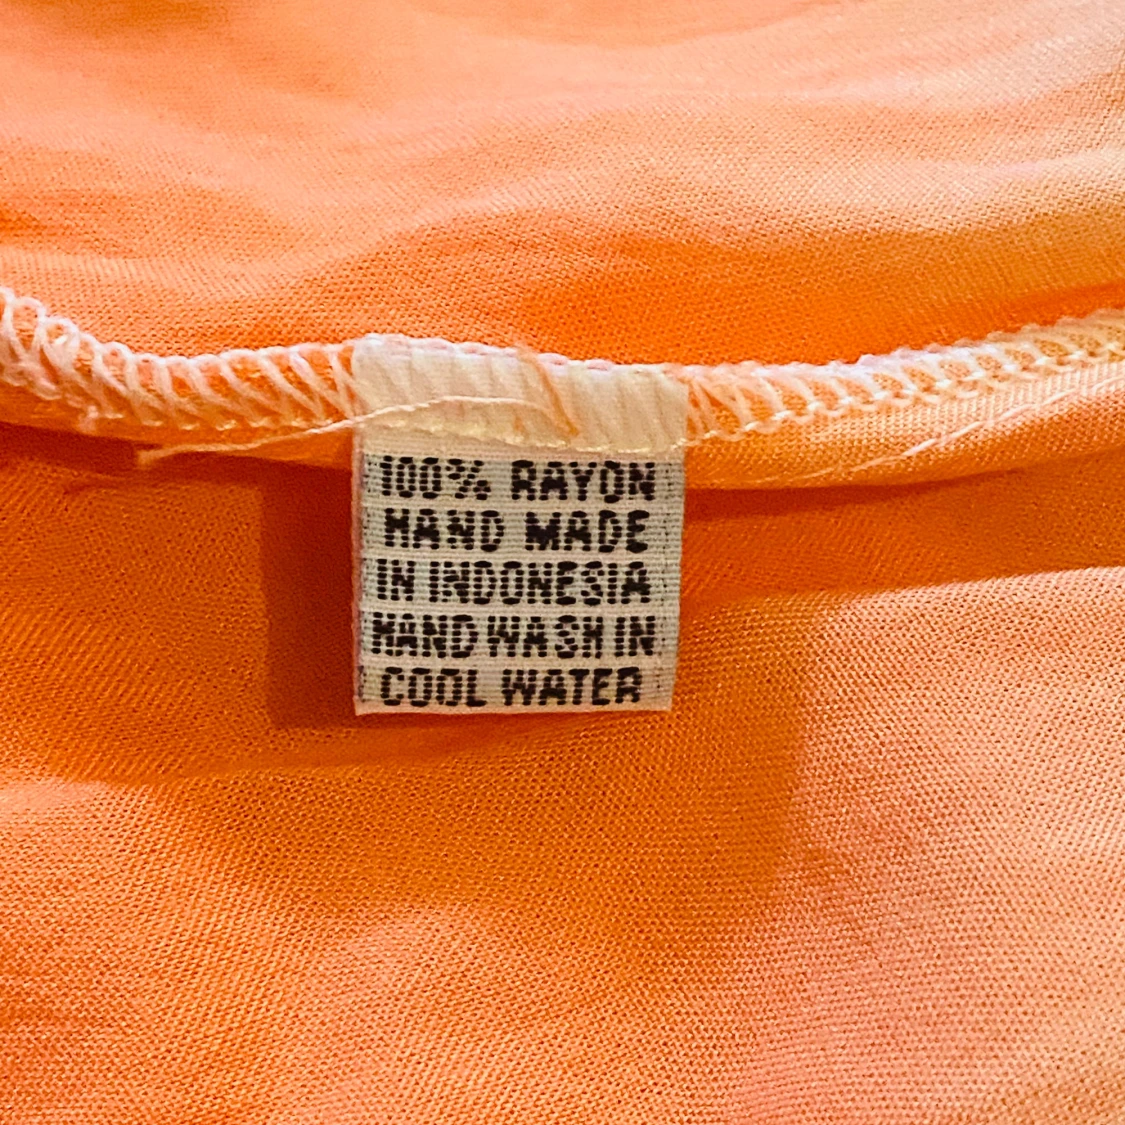 100% RAYON
HAND MADE
IN INDONESIA
HAND WASH IN
COOL WATER